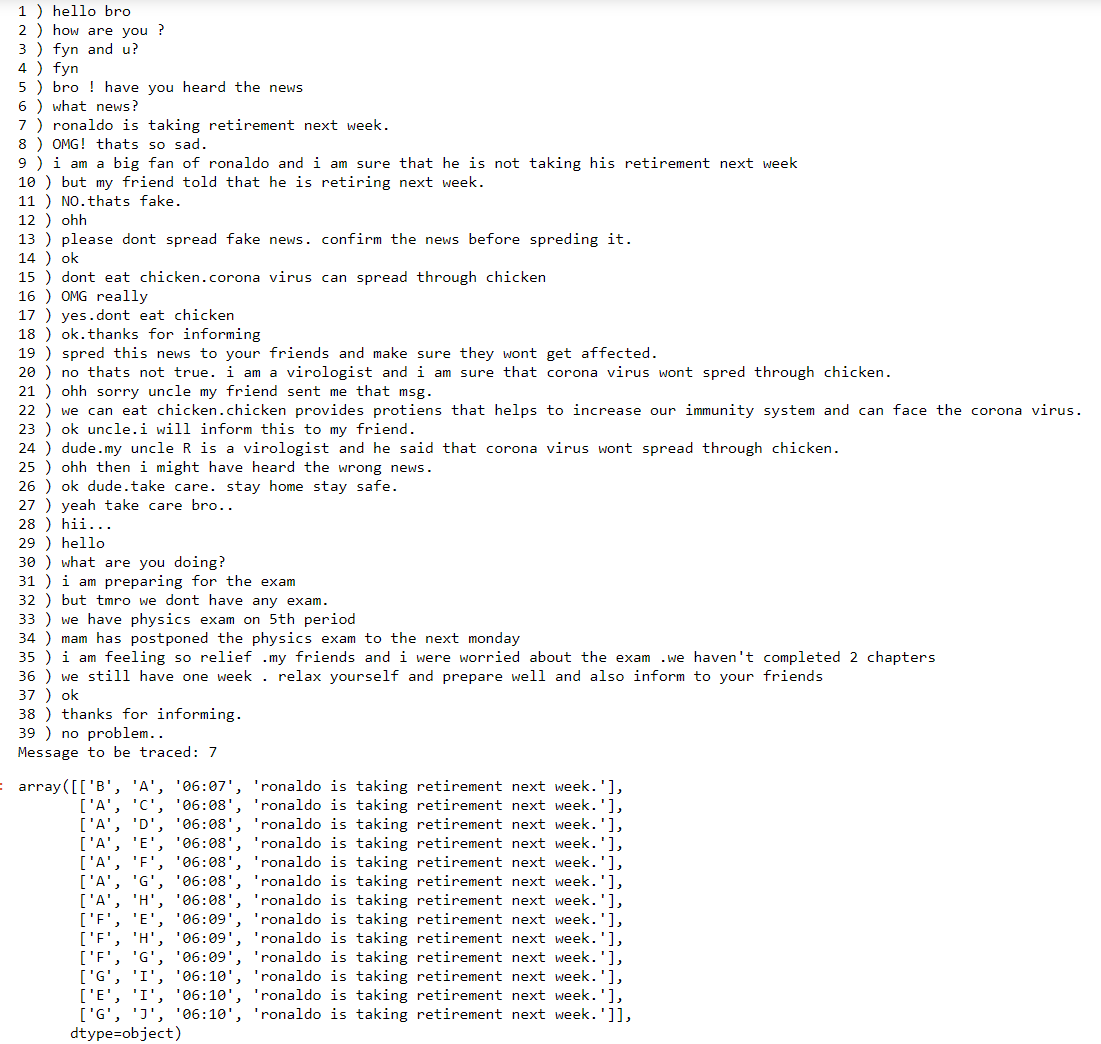 1 ) hello bro
2 ) how are you ?
3 ) fyn and u?
4 ) fyn
5 ) bro ! have you heard the news
6 ) what news?
7 ) ronaldo is taking retirement next week.
8 ) OMG! thats so sad.
9 ) i am a big fan of ronaldo and i am sure that he is not taking his retirement next week
10 ) but my friend told that he is retiring next week.
11 ) NO.thats fake.
12 ) ohh
13 ) please dont spread fake news. confirm the news before spreding it.
14 ) ok
15 ) dont eat chicken.corona virus can spread through chicken
16 ) OMG really
17 ) yes.dont eat chicken
18 ) ok.thanks for informing
19 ) spred this news to your friends and make sure they wont get affected.
20 ) no thats not true. i am a virologist and i am sure that corona virus wont spred through chicken.
21 ) ohh sorry uncle my friend sent me that msg.
22 ) we can eat chicken.chicken provides protiens that helps to increase our immunity system and can face the corona virus.
23 ) ok uncle.i will inform this to my friend.
24 ) dude.my uncle R is a virologist and he said that corona virus wont spread through chicken.
25 ) ohh then i might have heard the wrong news.
26 ) ok dude.take care. stay home stay safe.
27 ) yeah take care bro..
28 ) hii...
29 ) hello
30 ) what are you doing?
31 ) i am preparing for the exam
32 ) but tmro we dont have any exam.
33 ) we have physics exam on 5th period
34 ) mam has postponed the physics exam to the next monday
35 ) i am feeling so relief .my friends and i were worried about the exam .we haven't completed 2 chapters
36 ) we still have one week . relax yourself and prepare well and also inform to your friends
37 ) ok
38 ) thanks for informing.
39 ) no problem..
Message to be traced: 7
: array([['B', 'A', '06:07', 'ronaldo is taking retirement next week.'],
['A', 'C', '06:08', 'ronaldo is taking retirement next week.'],
['A', 'D', '06:08', 'ronaldo is taking retirement next week.'],
['A', 'E', '06:08', 'ronaldo is taking retirement next week.'],
['A', 'F', '06:08', 'ronaldo is taking retirement next week.'],
['A', 'G', '06:08', 'ronaldo is taking retirement next week.'],
['A', 'H', '06:08', 'ronaldo is taking retirement next week.'],
['F', 'E', '06:09', 'ronaldo is taking retirement next week.'],
['F', 'H', '06:09', 'ronaldo is taking retirement next week.'],
['F', 'G', '06:09', 'ronaldo is taking retirement next week.'],
['G', 'I', '06:10', 'ronaldo is taking retirement next week.'],
['E', 'I', '06:10', 'ronaldo is taking retirement next week.'],
['G', 'J', '06:10', 'ronaldo is taking retirement next week.']],
dtype=object)